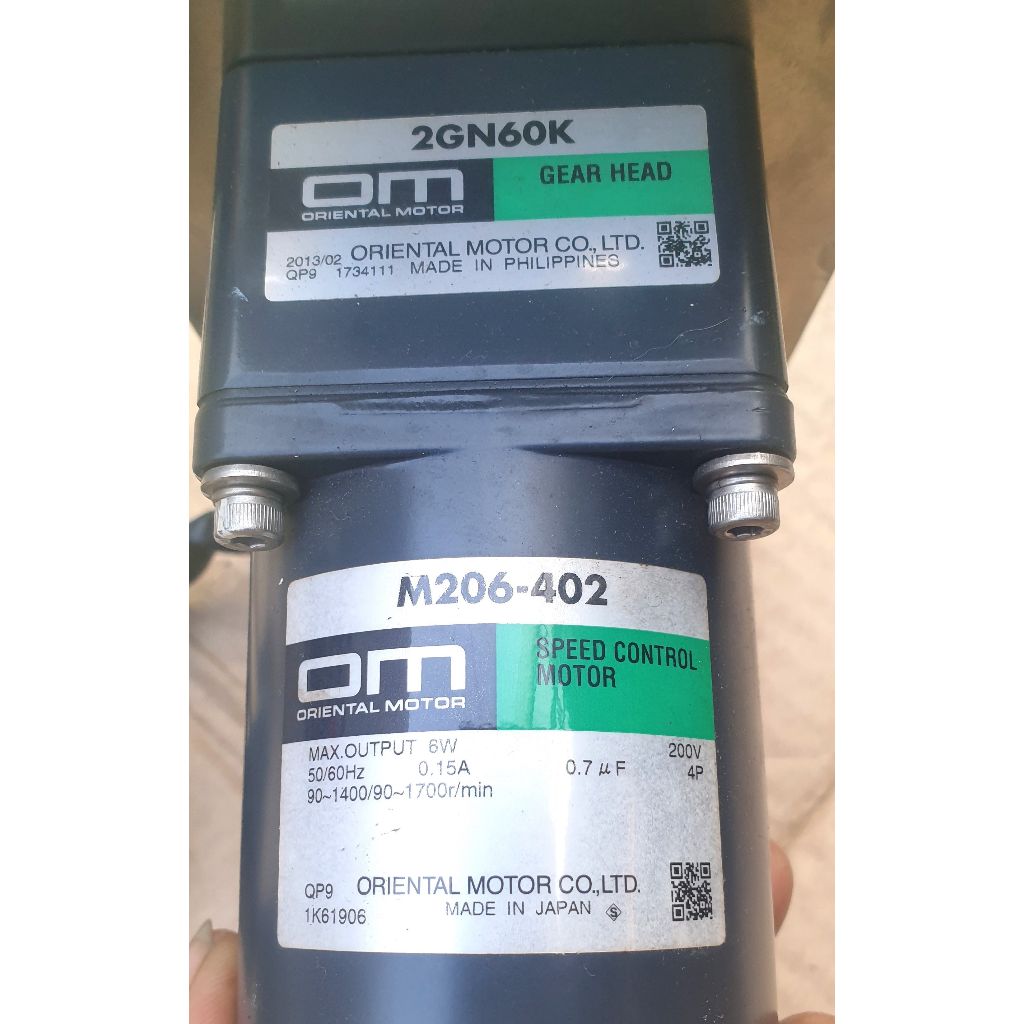 2GN60K
OM
ORIENTAL MOTOR
GEAR HEAD
2013/02 ORIENTAL MOTOR CO.,LTD.
QP9 1734111 MADE IN PHILIPPINES
M206-402
OM
ORIENTAL MOTOR
SPEED CONTROL
MOTOR
MAX.OUTPUT 6W 200V
50/60Hz 0.15A 0.7μF 4P
90~1400/90~1700r/min
QP9 ORIENTAL MOTOR CO.,LTD.
1K61906 MADE IN JAPAN S